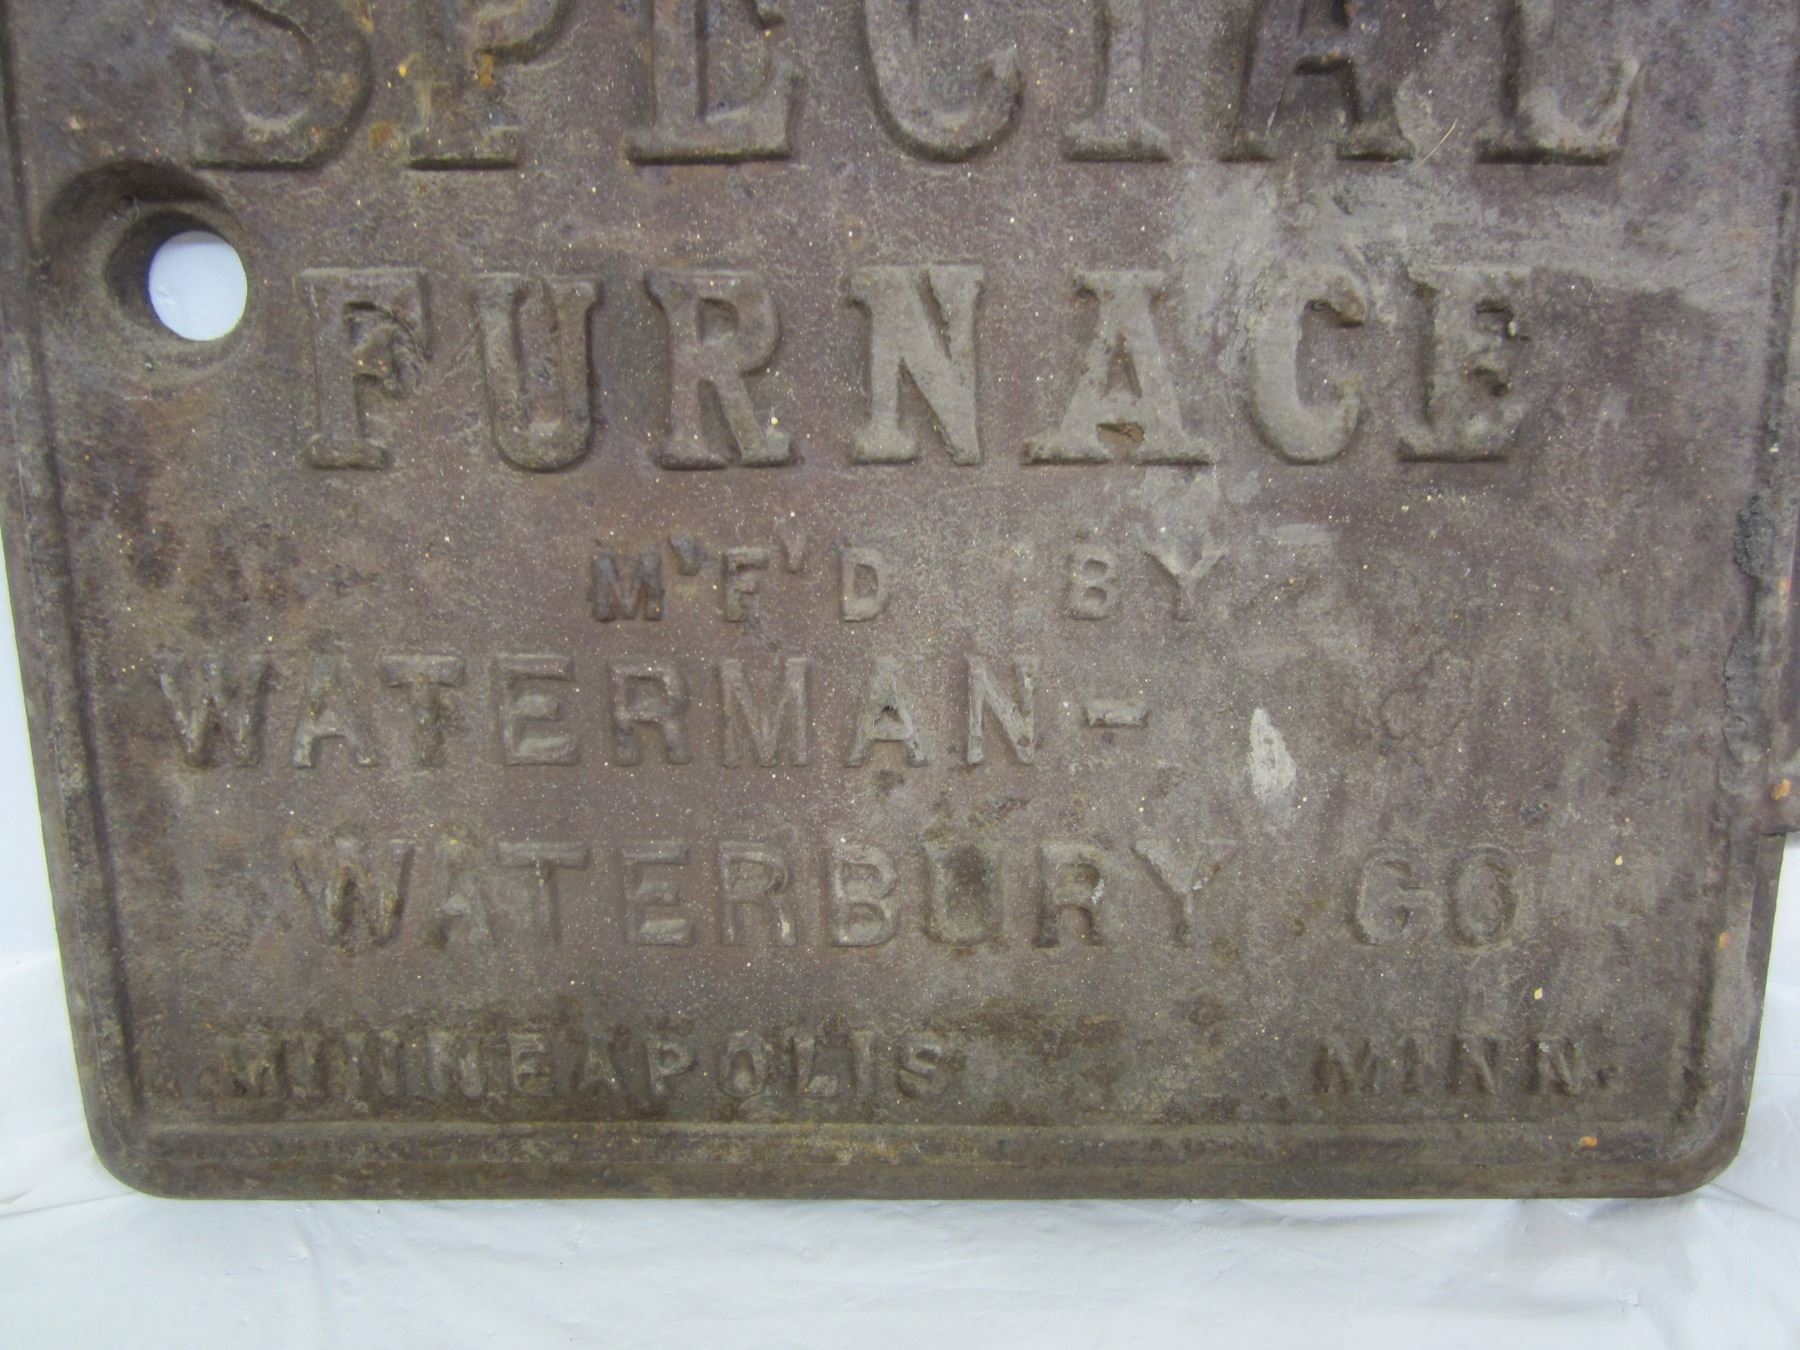 SPECIAL
FURNACE
M'F'D BY
WATERMAN-
WATERBURY CO
MINNEAPOLIS MINN.